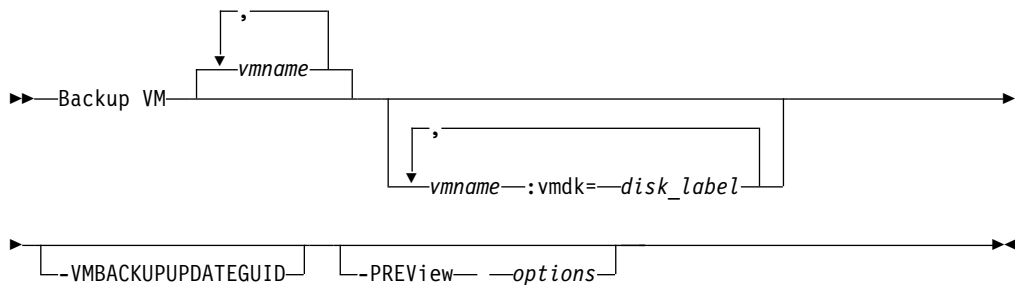 ,
vmname
Backup VM
,
vmname :vmdk= disk_label
-VMBACKUPUPDATEGUID -PREView options